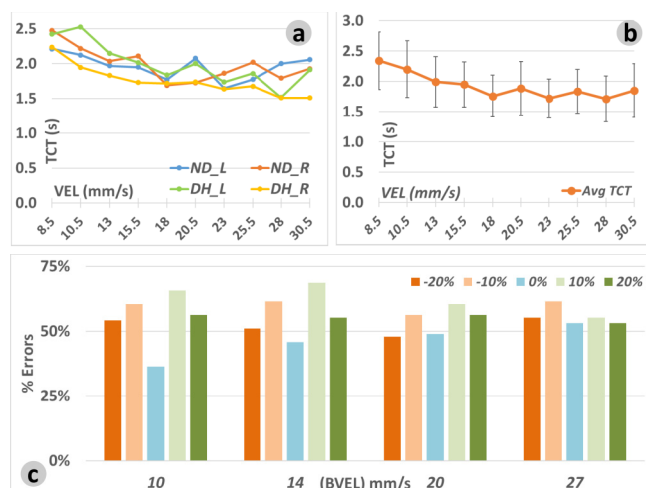 a
2.5
2.0
1.5
1.0
0.5
0.0
TCT (s)
ND_L
ND_R
DH_L
DH_R
VEL (mm/s)
8.5 10.5 13 15.5 18 20.5 23 25.5 28 30.5
b
3.0
2.5
2.0
1.5
1.0
0.5
0.0
TCT (s)
VEL (mm/s)
Avg TCT
8.5 10.5 13 15.5 18 20.5 23 25.5 28 30.5
75%
50%
25%
0%
% Errors
-20% -10% 0% 10% 20%
c
10 14 (BVEL) mm/s 20 27